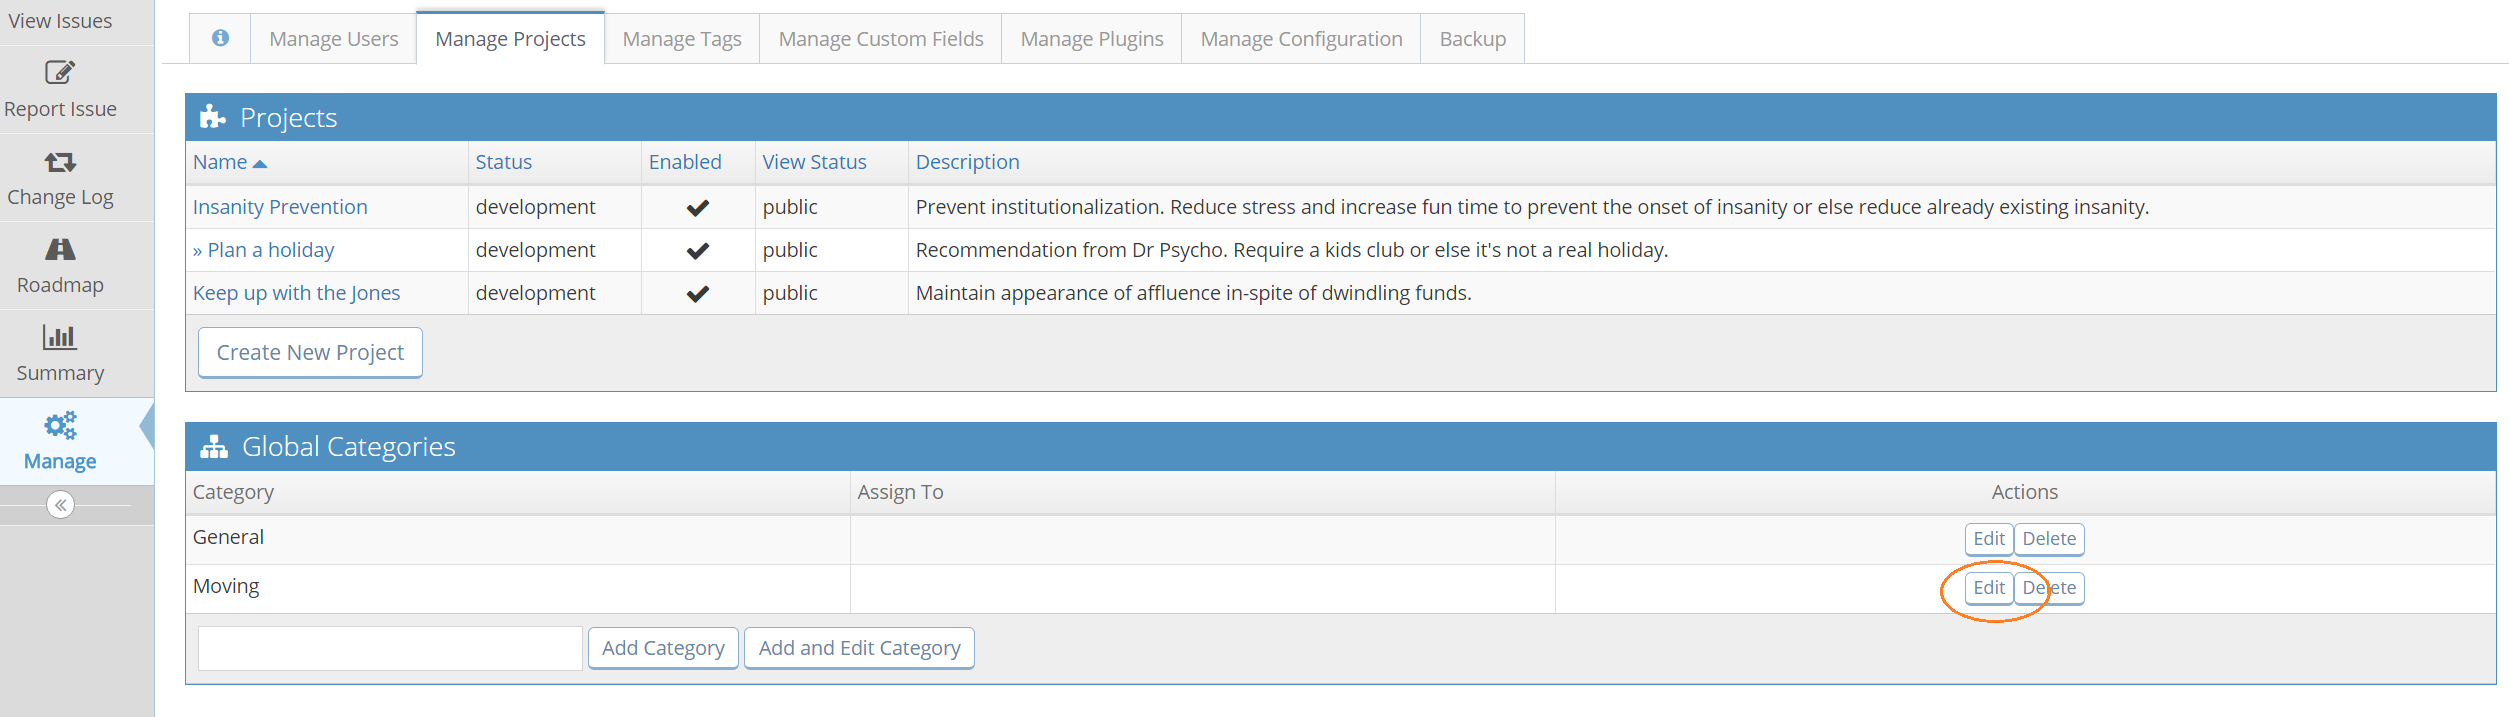 View Issues
Report Issue
Change Log
Roadmap
Summary
Manage
Manage Users Manage Projects Manage Tags Manage Custom Fields Manage Plugins Manage Configuration Backup
Projects
Name Status Enabled View Status Description
Insanity Prevention development public Prevent institutionalization. Reduce stress and increase fun time to prevent the onset of insanity or else reduce already existing insanity.
» Plan a holiday development public Recommendation from Dr Psycho. Require a kids club or else it's not a real holiday.
Keep up with the Jones development public Maintain appearance of affluence in-spite of dwindling funds.
Create New Project
Global Categories
Category Assign To Actions
General Edit Delete
Moving Edit Delete
Add Category Add and Edit Category